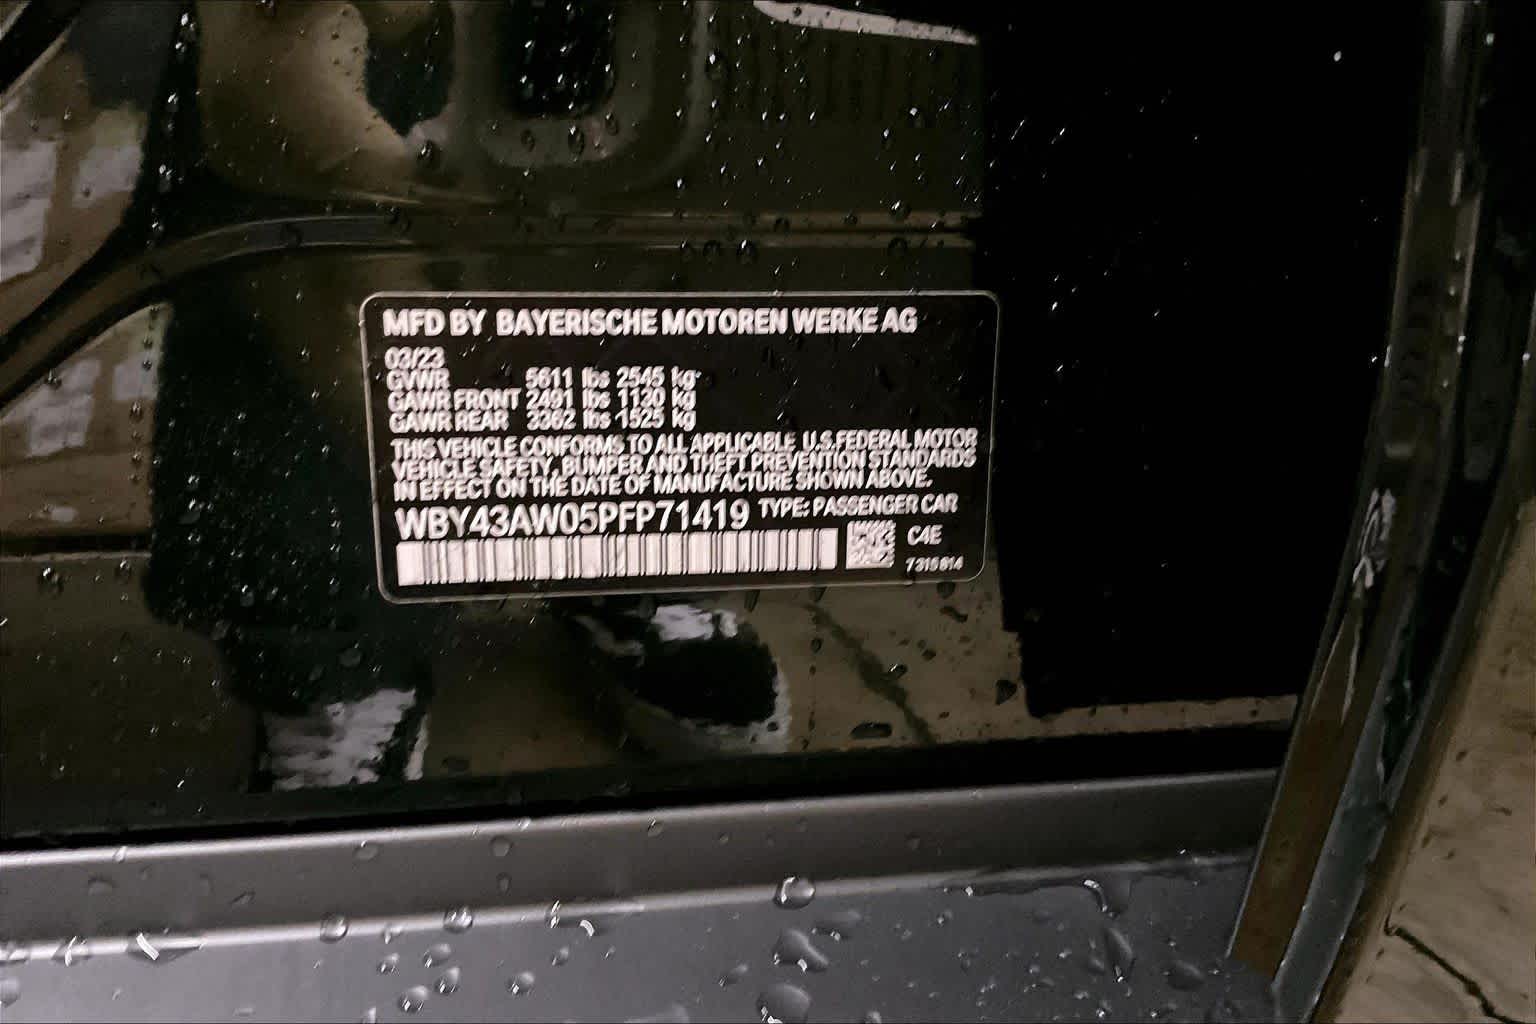 MFD BY BAYERISCHE MOTOREN WERKE AG
03/23
GVWR 5611 lbs 2545 kg
GAWR FRONT 2491 lbs 1130 kg
GAWR REAR 3362 lbs 1525 kg
THIS VEHICLE CONFORMS TO ALL APPLICABLE U.S.FEDERAL MOTOR
VEHICLE SAFETY, BUMPER AND THEFT PREVENTION STANDARDS
IN EFFECT ON THE DATE OF MANUFACTURE SHOWN ABOVE.
WBY43AW05PFP71419 TYPE: PASSENGER CAR
C4E
7315814